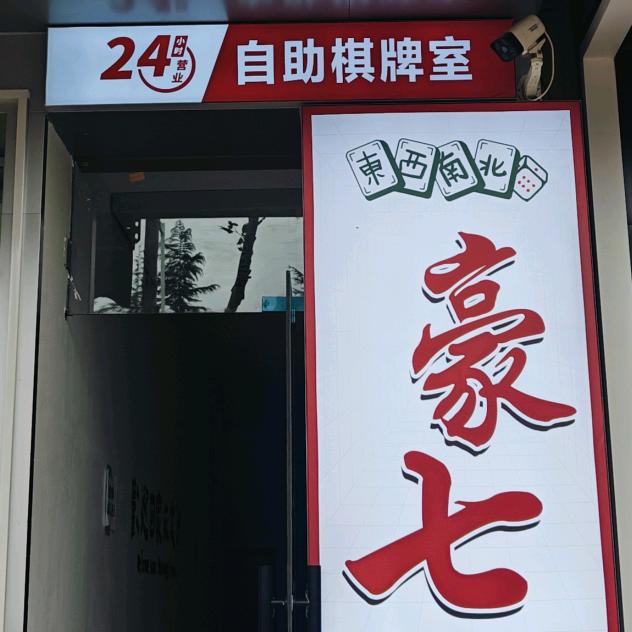 24小时营业
自助棋牌室
東西南北
豪
七